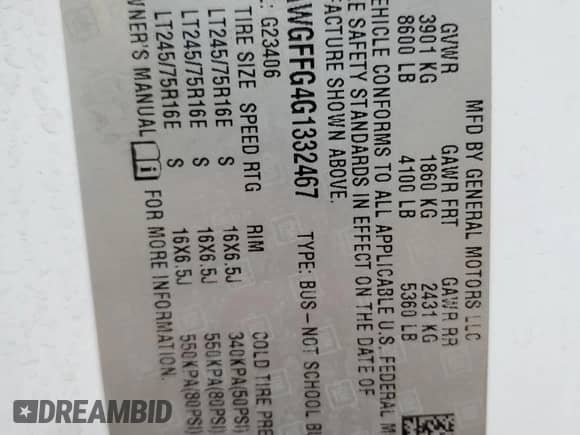 MFD BY GENERAL MOTORS LLC
GVWR GAWR FRT GAWR RR
3901 KG 1860 KG 2431 KG
8600 LB 4100 LB 5360 LB
VEHICLE CONFORMS TO ALL APPLICABLE U.S. FEDERAL M
E SAFETY STANDARDS IN EFFECT ON THE DATE OF
FACTURE SHOWN ABOVE.
WGFFG4G1332467 TYPE: BUS-NOT SCHOOL BU
: G23406
TIRE SIZE SPEED RTG RIM COLD TIRE PRE
LT245/75R16E S 16X6.5J 340KPA(50PSI)
LT245/75R16E S 16X6.5J 550KPA(80PSI)
LT245/75R16E S 16X6.5J 550KPA(80PSI)
WNER'S MANUAL FOR MORE INFORMATION.
DREAMBID